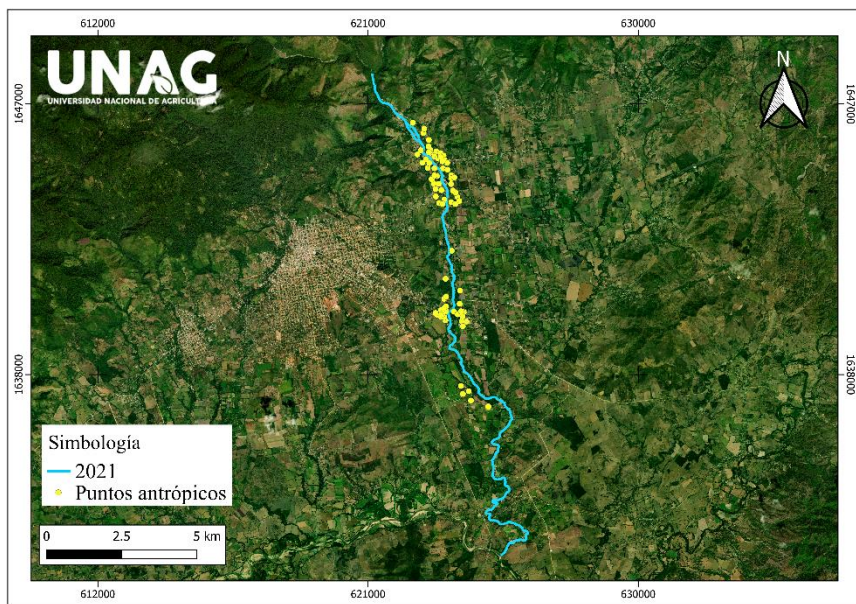 612000 621000 630000
UNAG
UNIVERSIDAD NACIONAL DE AGRICULTURA
N
1647000 1647000
1638000 1638000
Simbología
2021
Puntos antrópicos
0 2.5 5 km
612000 621000 630000